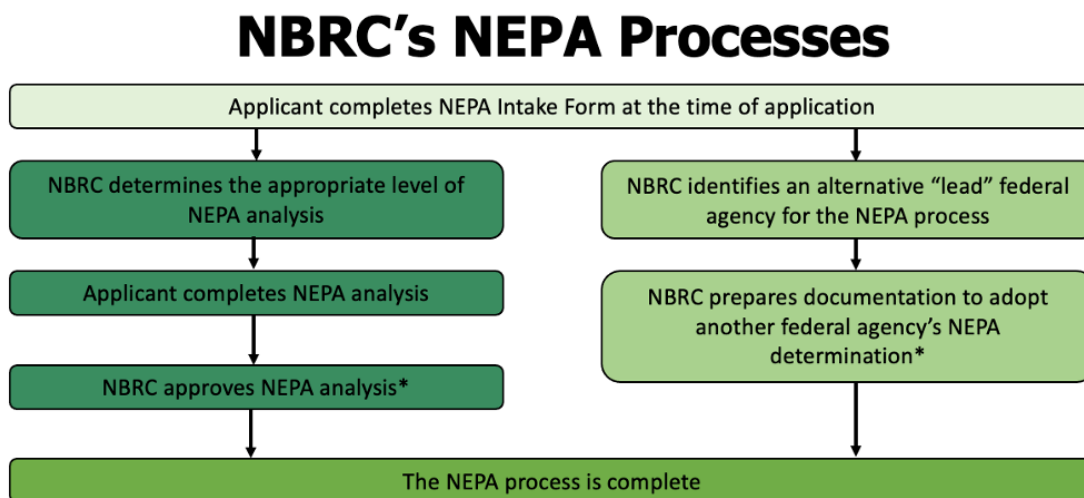 NBRC's NEPA Processes
Applicant completes NEPA Intake Form at the time of application
NBRC determines the appropriate level of
NEPA analysis
Applicant completes NEPA analysis
NBRC approves NEPA analysis*
NBRC identifies an alternative “lead” federal
agency for the NEPA process
NBRC prepares documentation to adopt
another federal agency’s NEPA
determination*
The NEPA process is complete